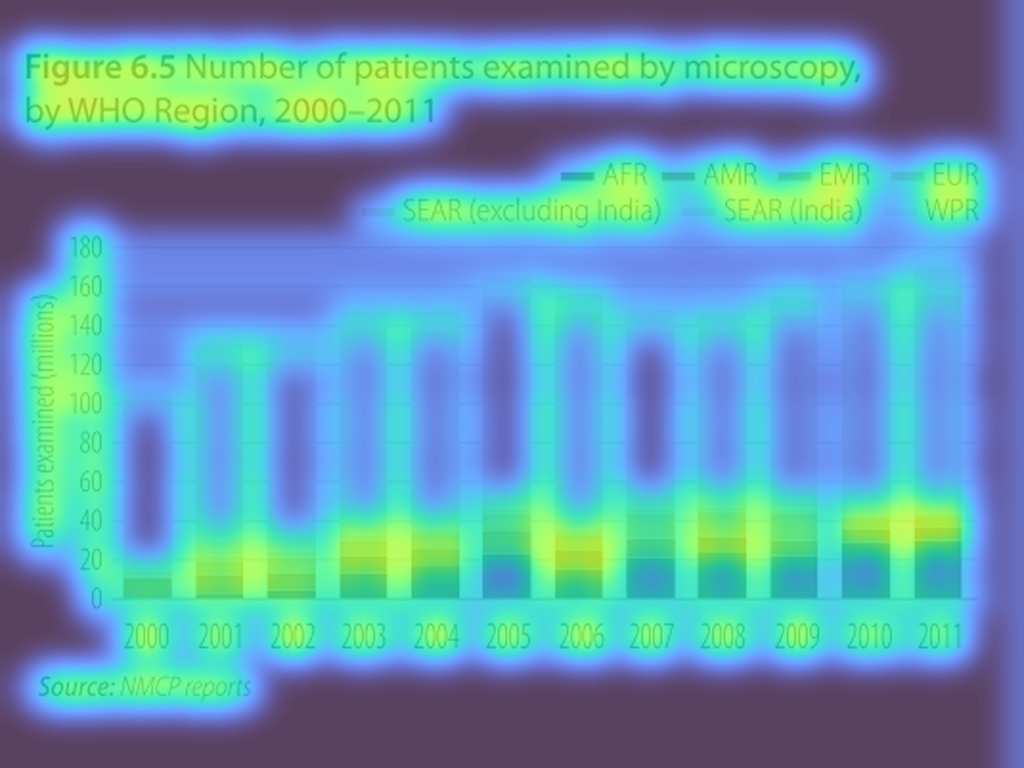 Figure 6.5 Number of patients examined by microscopy,
by WHO Region, 2000–2011
AFR AMR EMR EUR
SEAR (excluding India) SEAR (India) WPR
Patients examined (millions)
180
160
140
120
100
80
60
40
20
0
2000 2001 2002 2003 2004 2005 2006 2007 2008 2009 2010 2011
Source: NMCP reports